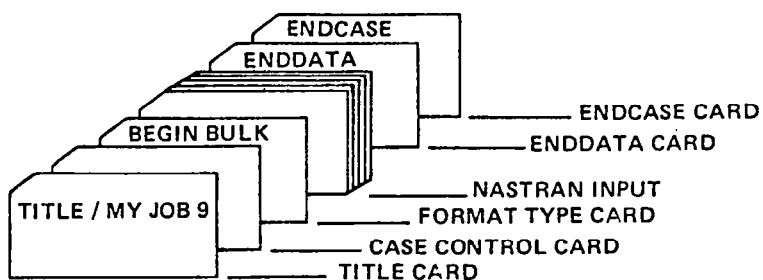 ENDCASE
ENDDATA
BEGIN BULK
TITLE / MY JOB 9
ENDCASE CARD
ENDDATA CARD
NASTRAN INPUT
FORMAT TYPE CARD
CASE CONTROL CARD
TITLE CARD